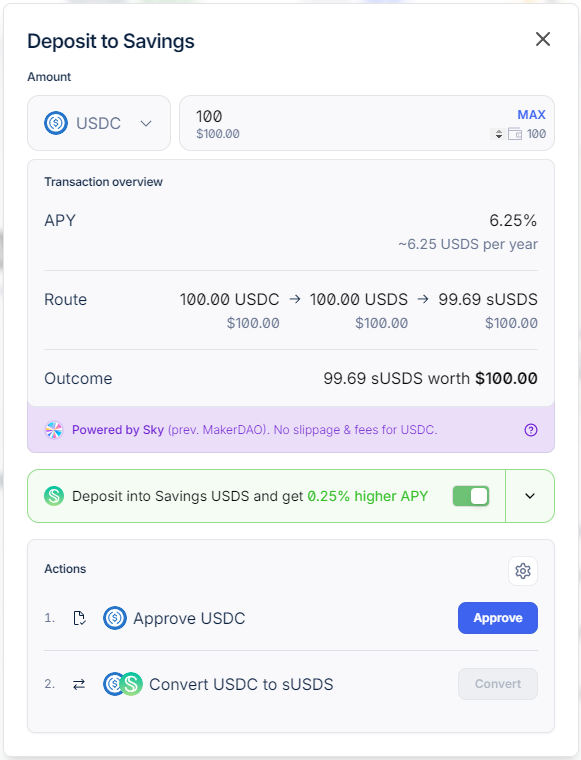 Deposit to Savings
Amount
USDC
100
MAX
$100.00
100
Transaction overview
APY
6.25%
~6.25 USDS per year
Route
100.00 USDC → 100.00 USDS → 99.69 sUSDS
$100.00 $100.00 $100.00
Outcome
99.69 sUSDS worth $100.00
Powered by Sky (prev. MakerDAO). No slippage & fees for USDC.
Deposit into Savings USDS and get 0.25% higher APY
Actions
1. Approve USDC
Approve
2. Convert USDC to sUSDS
Convert